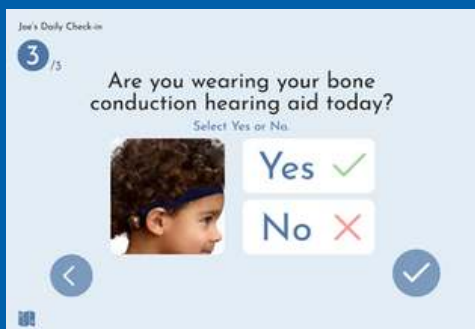 Joe's Daily Check-in
3 /3
Are you wearing your bone
conduction hearing aid today?
Select Yes or No.
Yes
No